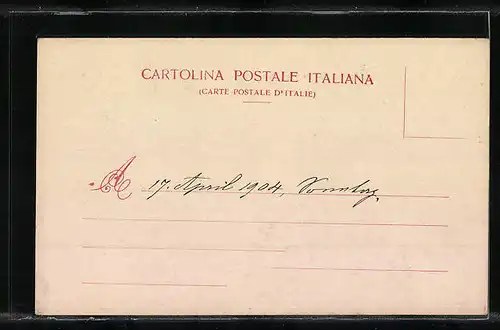 CARTOLINA POSTALE ITALIANA
(CARTE POSTALE D'ITALIE)
A 17. April 1904, Sonntag